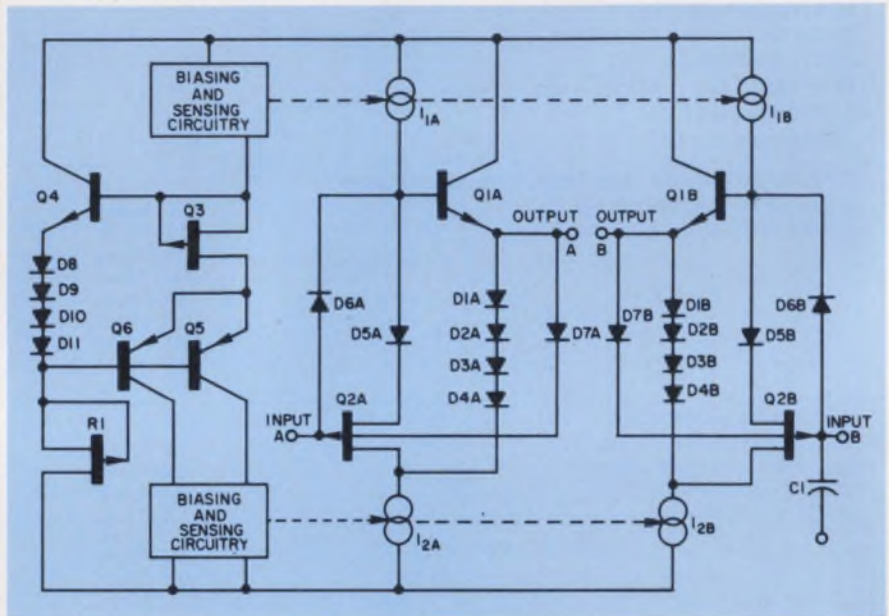 BIASING
AND
SENSING
CIRCUITRY
I1A
I1B
Q4
Q3
Q1A
OUTPUT
A
OUTPUT
B
Q1B
D8
D9
D10
D11
Q6
Q5
D6A
D5A
D1A
D2A
D3A
D4A
D7A
D7B
D1B
D2B
D3B
D4B
D5B
D6B
R1
INPUT
A
Q2A
Q2B
INPUT
B
C1
BIASING
AND
SENSING
CIRCUITRY
I2A
I2B